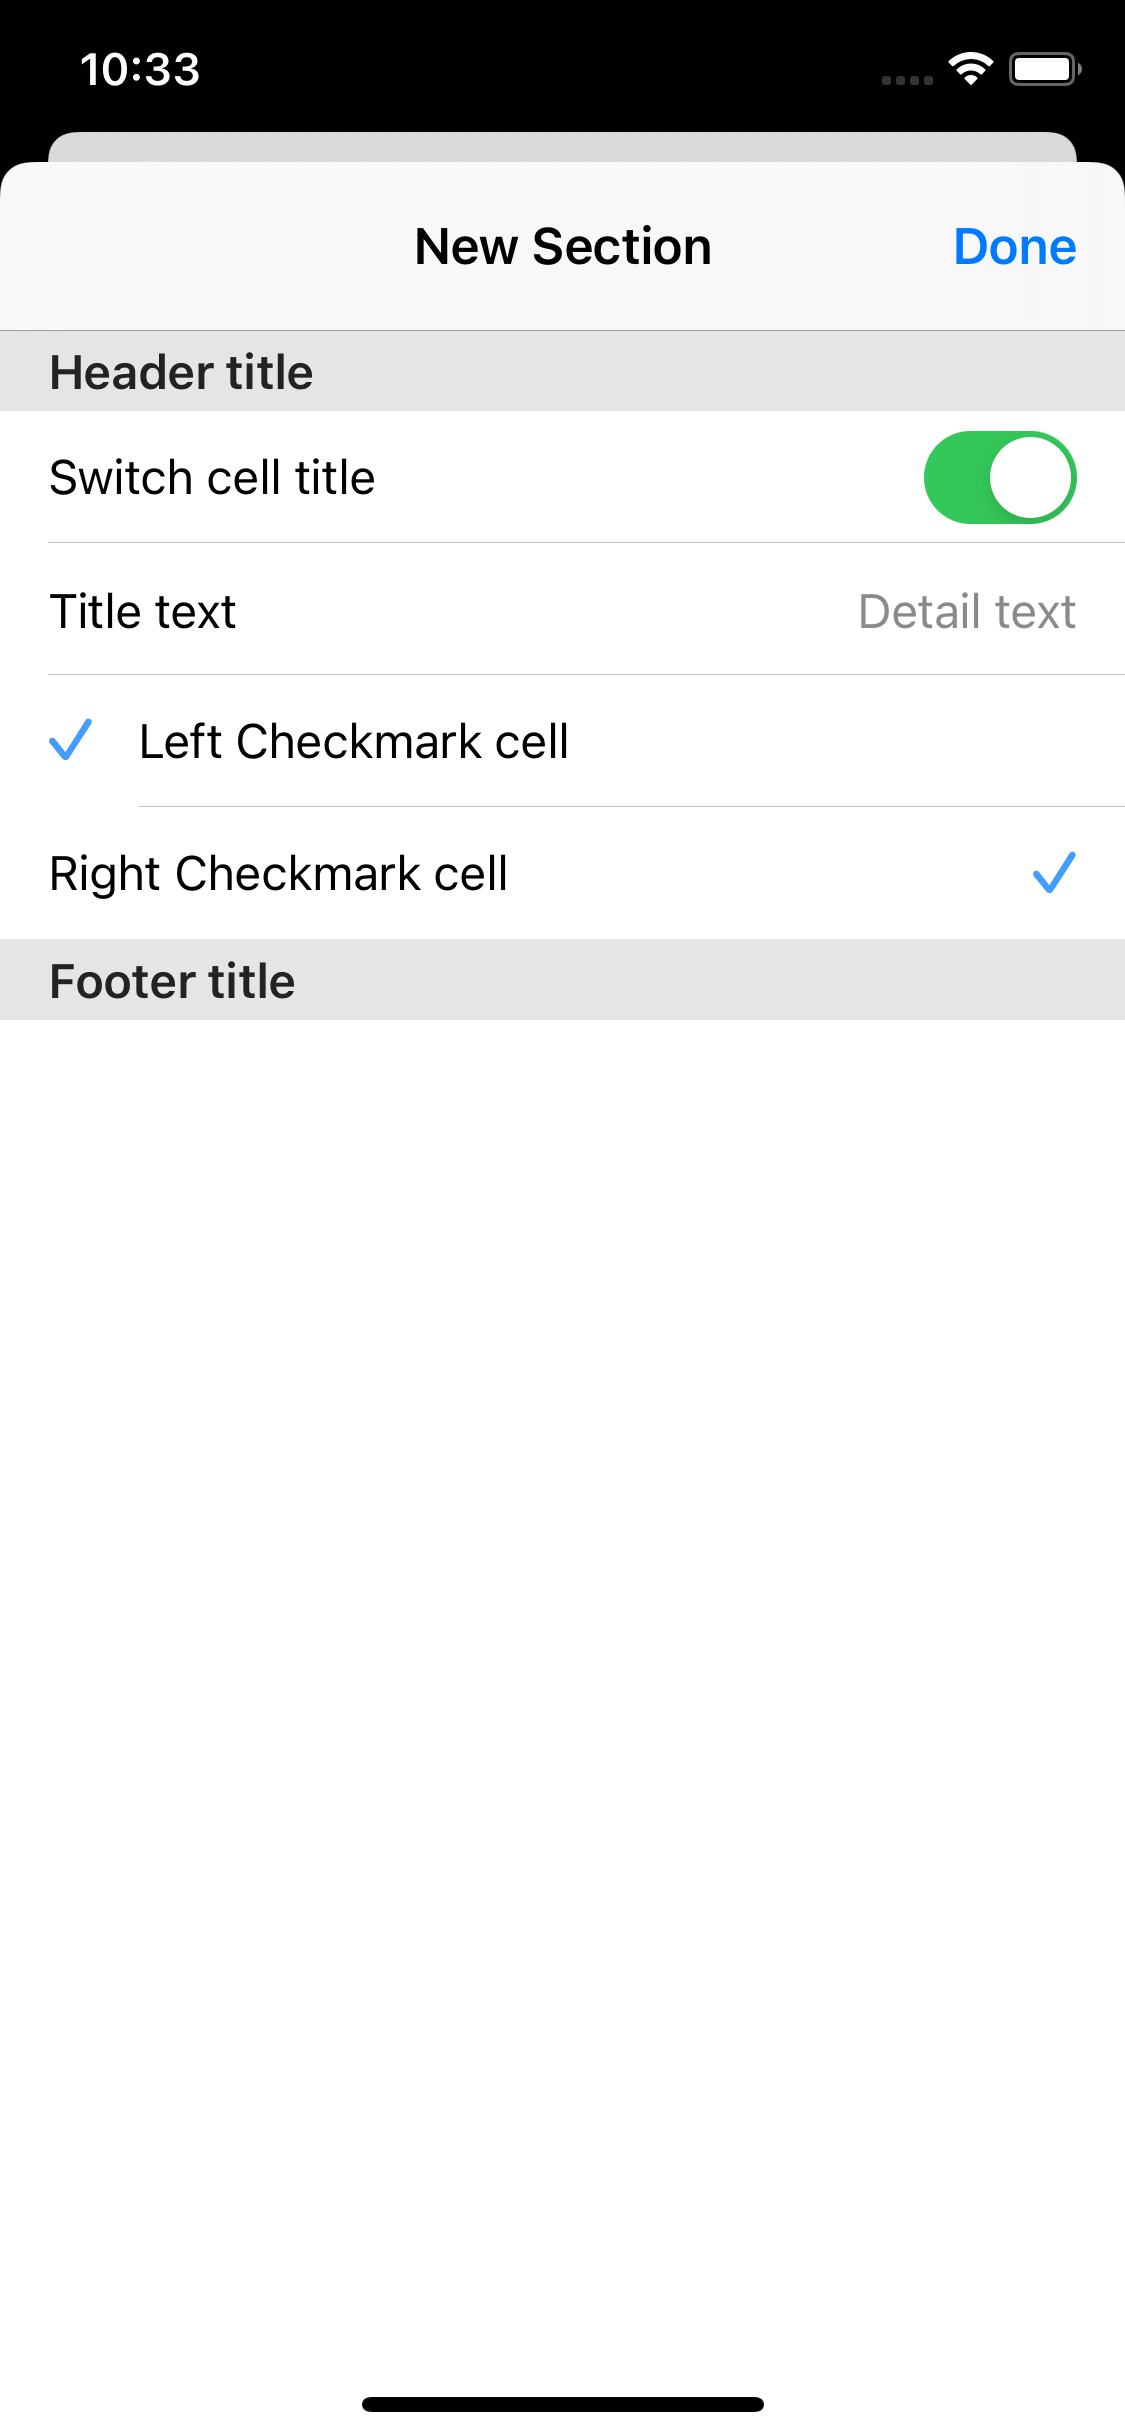 10:33
New Section
Done
Header title
Switch cell title
Title text
Detail text
Left Checkmark cell
Right Checkmark cell
Footer title